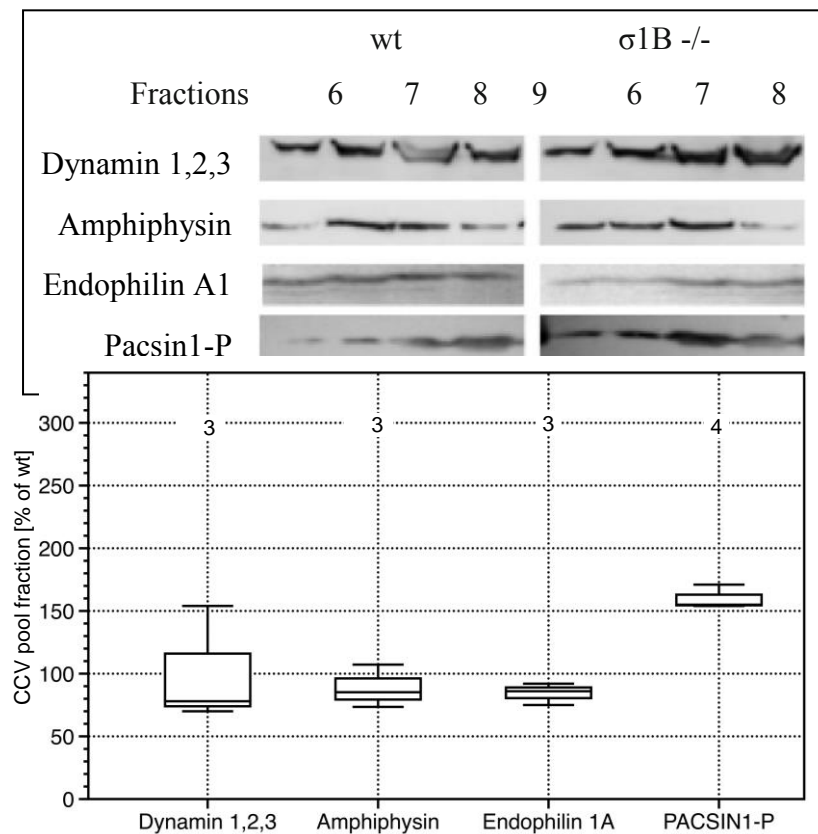 wt σ1B -/-
Fractions 6 7 8 9 6 7 8
Dynamin 1,2,3
Amphiphysin
Endophilin A1
Pacsin1-P
CCV pool fraction [% of wt]
300
250
200
150
100
50
0
3 3 3 4
Dynamin 1,2,3 Amphiphysin Endophilin 1A PACSIN1-P